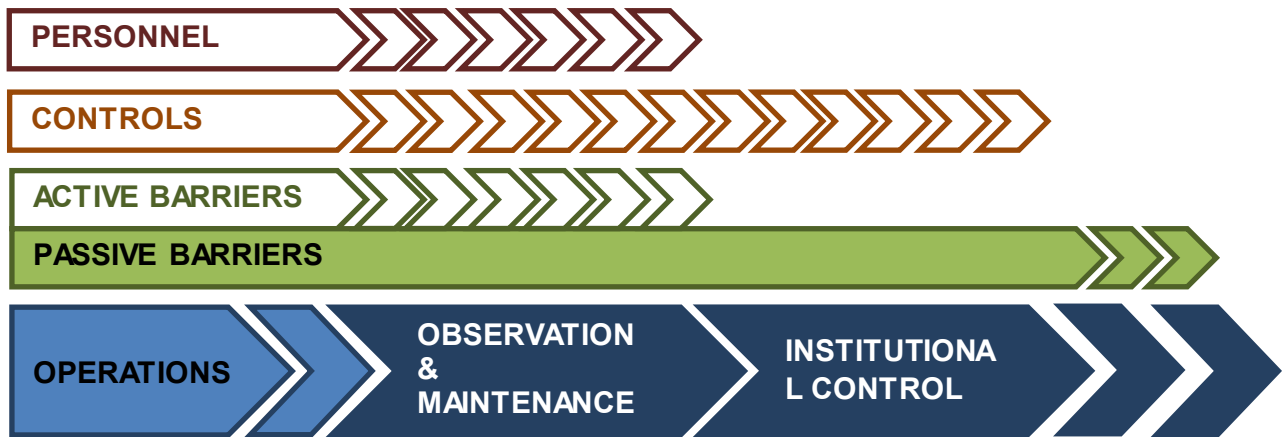 PERSONNEL
CONTROLS
ACTIVE BARRIERS
PASSIVE BARRIERS
OPERATIONS
OBSERVATION
&
MAINTENANCE
INSTITUTIONA
L CONTROL